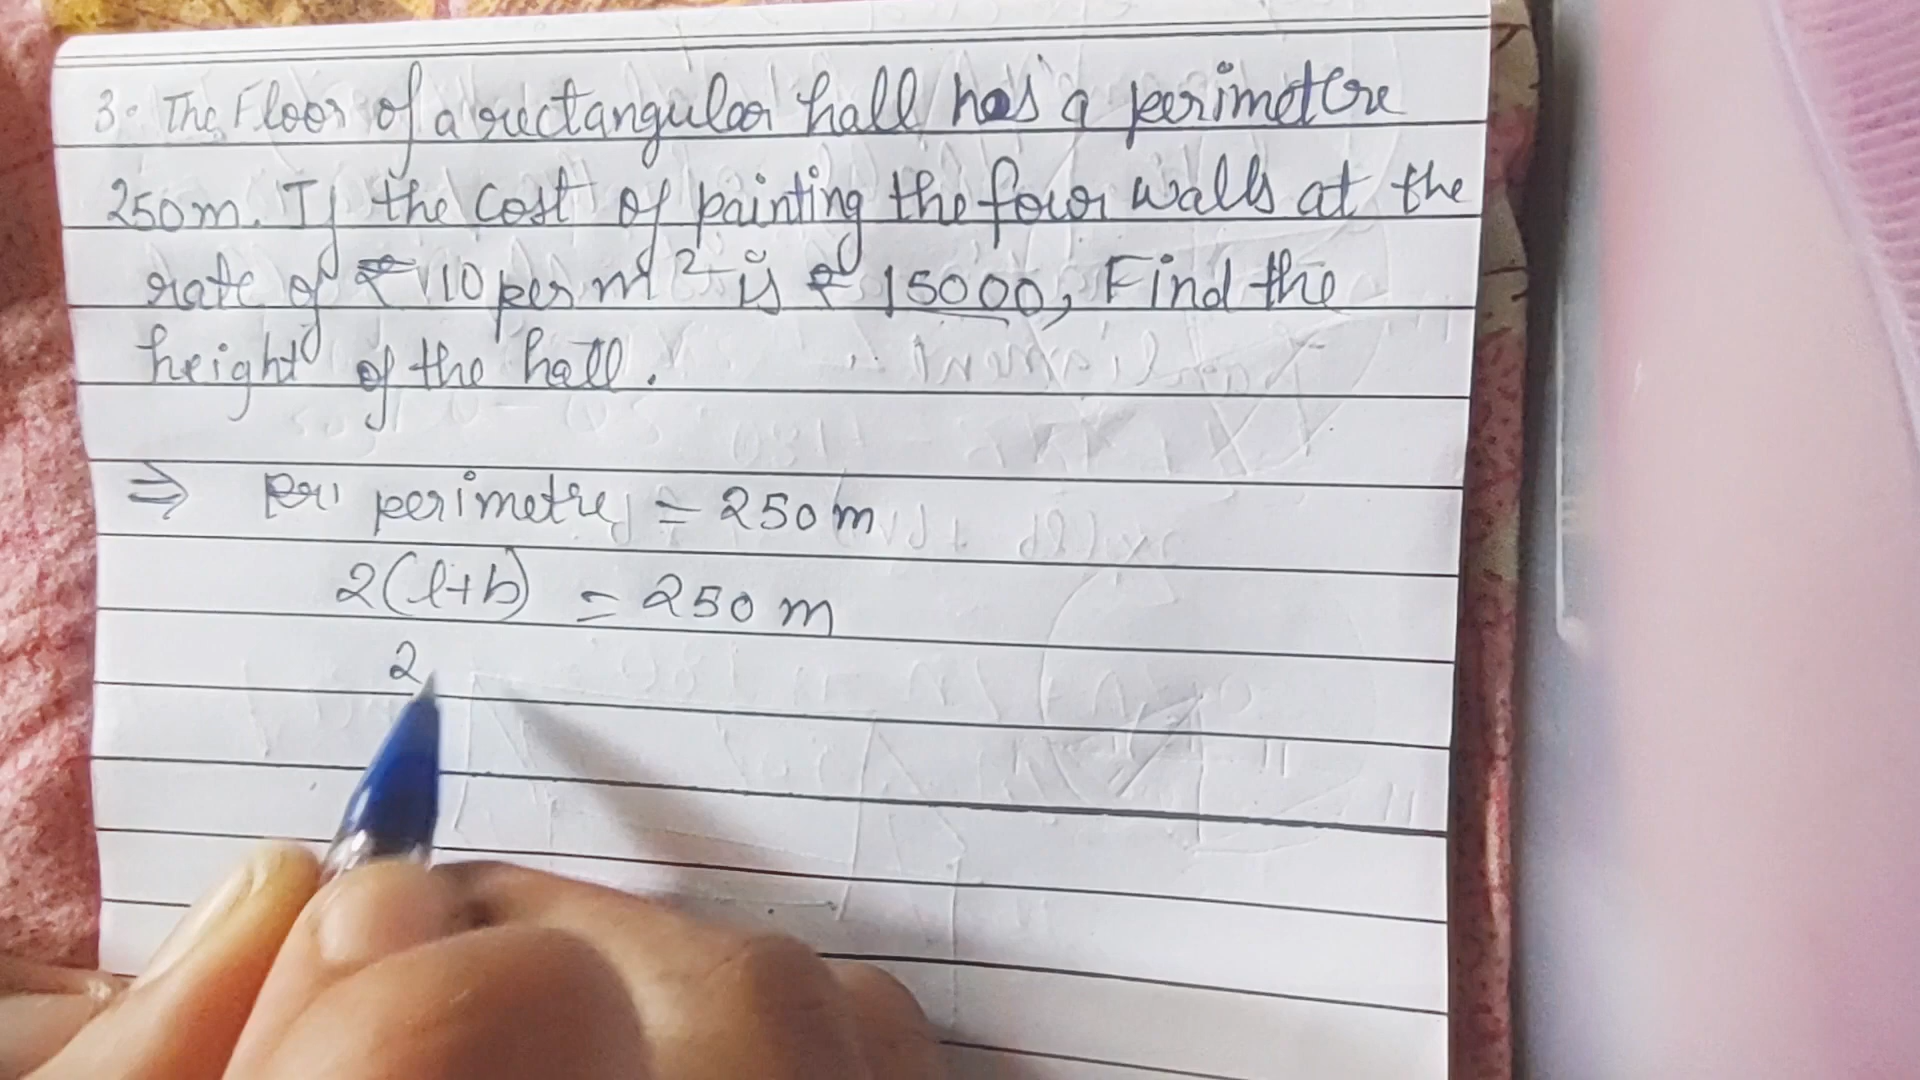 3. The Floor of a rectangular hall has a perimetre
250m. If the cost of painting the four walls at the
rate of ₹ 10 per m² is ₹ 15000, Find the
height of the hall.
⇒ perimetre = 250m
2(l+b) = 250 m
2